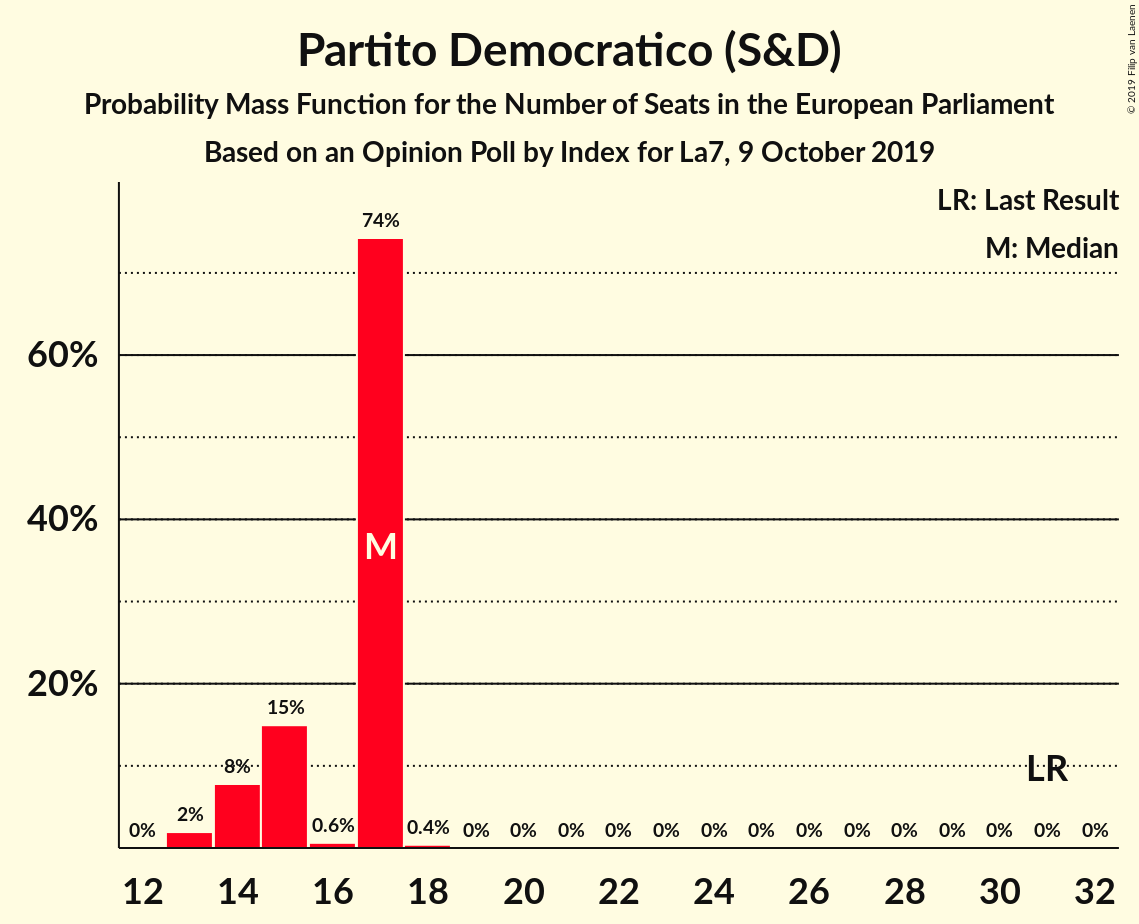 Partito Democratico (S&D)
Probability Mass Function for the Number of Seats in the European Parliament
Based on an Opinion Poll by Index for La7, 9 October 2019
© 2019 Filip van Laenen
LR: Last Result
M: Median
74%
60%
40%
M
20%
15%
8%
LR
0% 2% 0.6% 0.4% 0% 0% 0% 0% 0% 0% 0% 0% 0% 0% 0% 0% 0% 0%
12 14 16 18 20 22 24 26 28 30 32